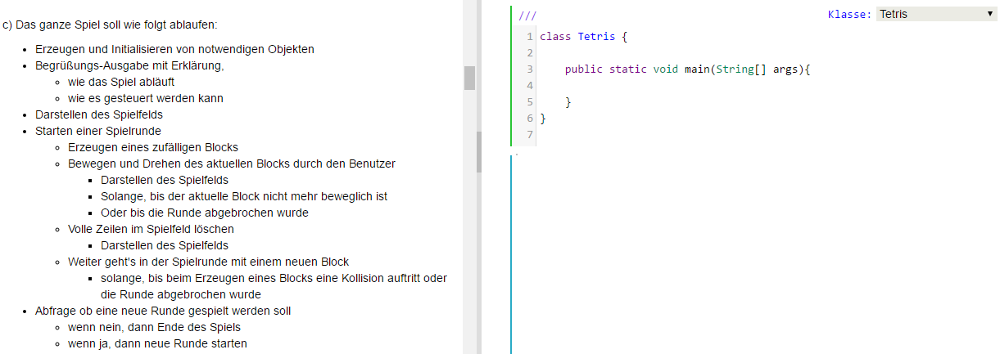 c) Das ganze Spiel soll wie folgt ablaufen:
• Erzeugen und Initialisieren von notwendigen Objekten
• Begrüßungs-Ausgabe mit Erklärung,
◦ wie das Spiel abläuft
◦ wie es gesteuert werden kann
• Darstellen des Spielfelds
• Starten einer Spielrunde
◦ Erzeugen eines zufälligen Blocks
◦ Bewegen und Drehen des aktuellen Blocks durch den Benutzer
▪ Darstellen des Spielfelds
▪ Solange, bis der aktuelle Block nicht mehr beweglich ist
▪ Oder bis die Runde abgebrochen wurde
◦ Volle Zeilen im Spielfeld löschen
▪ Darstellen des Spielfelds
◦ Weiter geht's in der Spielrunde mit einem neuen Block
▪ solange, bis beim Erzeugen eines Blocks eine Kollision auftritt oder
die Runde abgebrochen wurde
• Abfrage ob eine neue Runde gespielt werden soll
◦ wenn nein, dann Ende des Spiels
◦ wenn ja, dann neue Runde starten
/// Klasse: Tetris
1 class Tetris {
2
3     public static void main(String[] args){
4
5     }
6 }
7